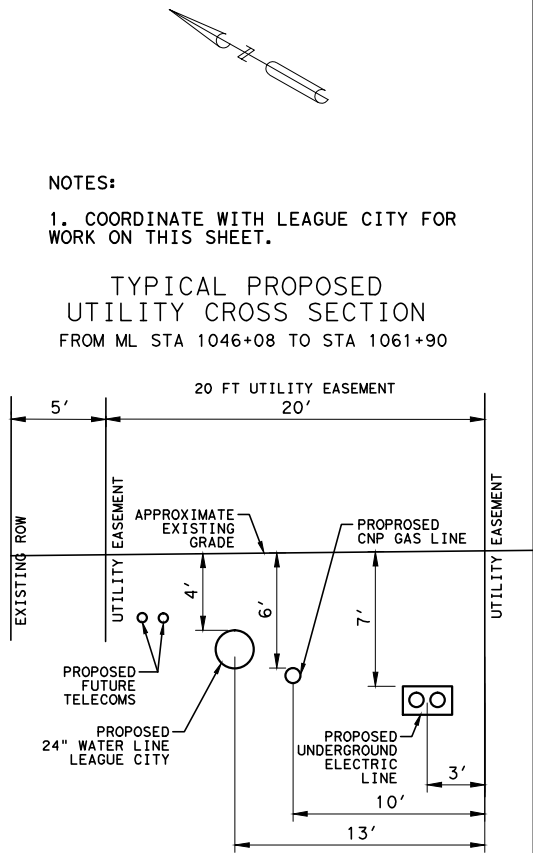 N
NOTES:
1. COORDINATE WITH LEAGUE CITY FOR
WORK ON THIS SHEET.
TYPICAL PROPOSED
UTILITY CROSS SECTION
FROM ML STA 1046+08 TO STA 1061+90
20 FT UTILITY EASEMENT
5'
20'
EXISTING ROW
UTILITY EASEMENT
APPROXIMATE
EXISTING
GRADE
PROPROSED
CNP GAS LINE
UTILITY EASEMENT
4'
6'
7'
PROPOSED
FUTURE
TELECOMS
PROPOSED
24" WATER LINE
LEAGUE CITY
PROPOSED
UNDERGROUND
ELECTRIC
LINE
3'
10'
13'